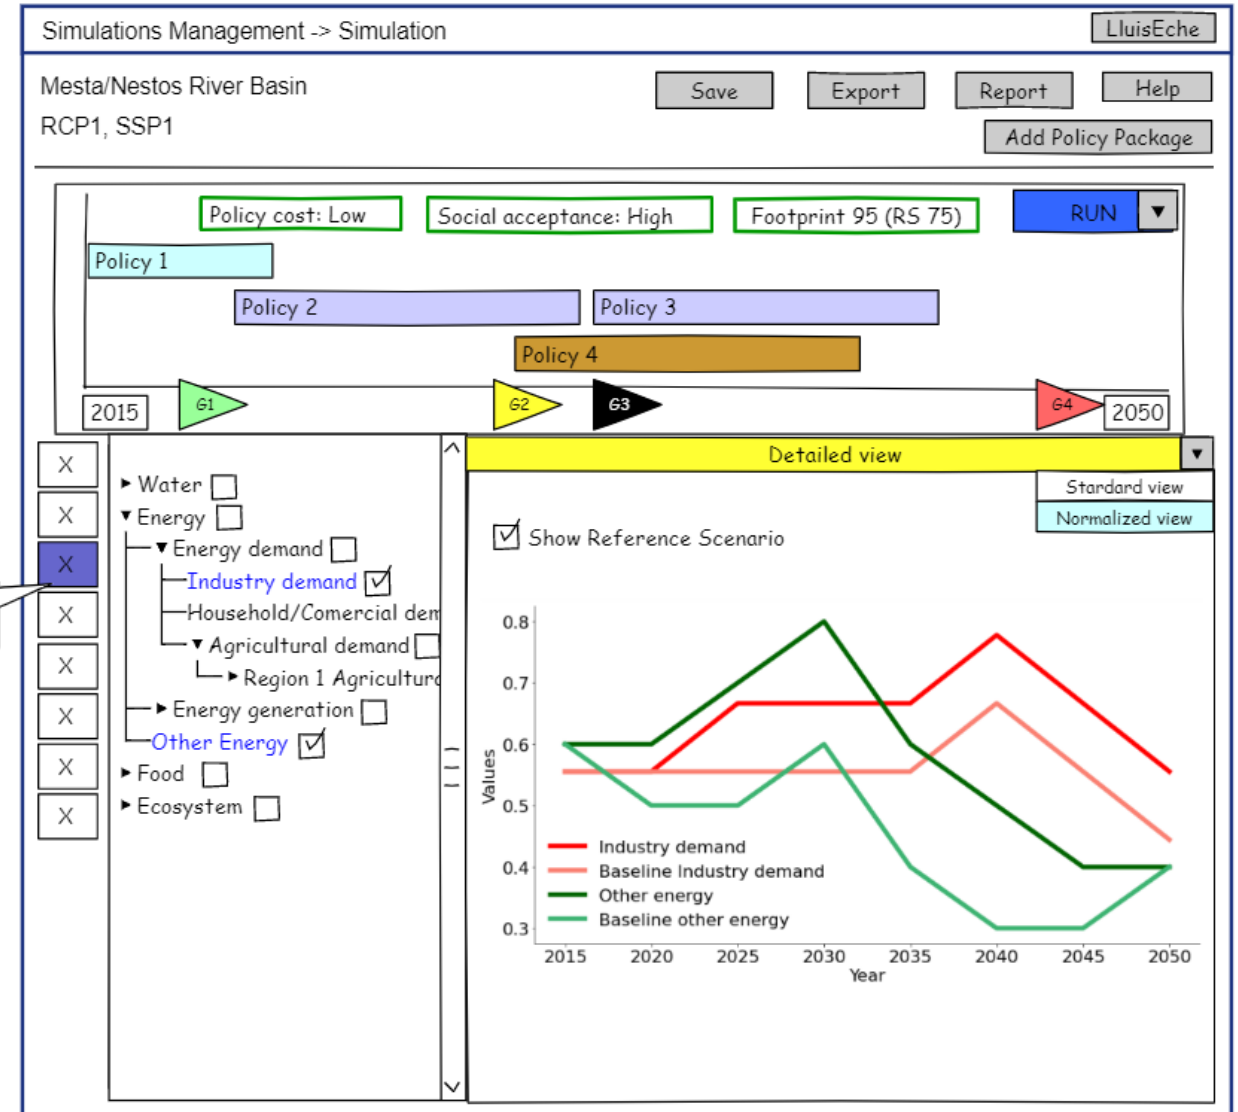 Simulations Management -> Simulation
LluisEche
Mesta/Nestos River Basin
Save
Export
Report
Help
RCP1, SSP1
Add Policy Package
Policy cost: Low
Social acceptance: High
Footprint 95 (RS 75)
RUN
Policy 1
Policy 2
Policy 3
Policy 4
2015
G1
G2
G3
G4
2050
X
X
X
X
X
X
X
X
Water
Energy
Energy demand
Industry demand
Household/Comercial dem
Agricultural demand
Region 1 Agricultura
Energy generation
Other Energy
Food
Ecosystem
Detailed view
Stardard view
Normalized view
Show Reference Scenario
0.8
0.7
0.6
0.5
0.4
0.3
Values
Industry demand
Baseline Industry demand
Other energy
Baseline other energy
2015 2020 2025 2030 2035 2040 2045 2050
Year